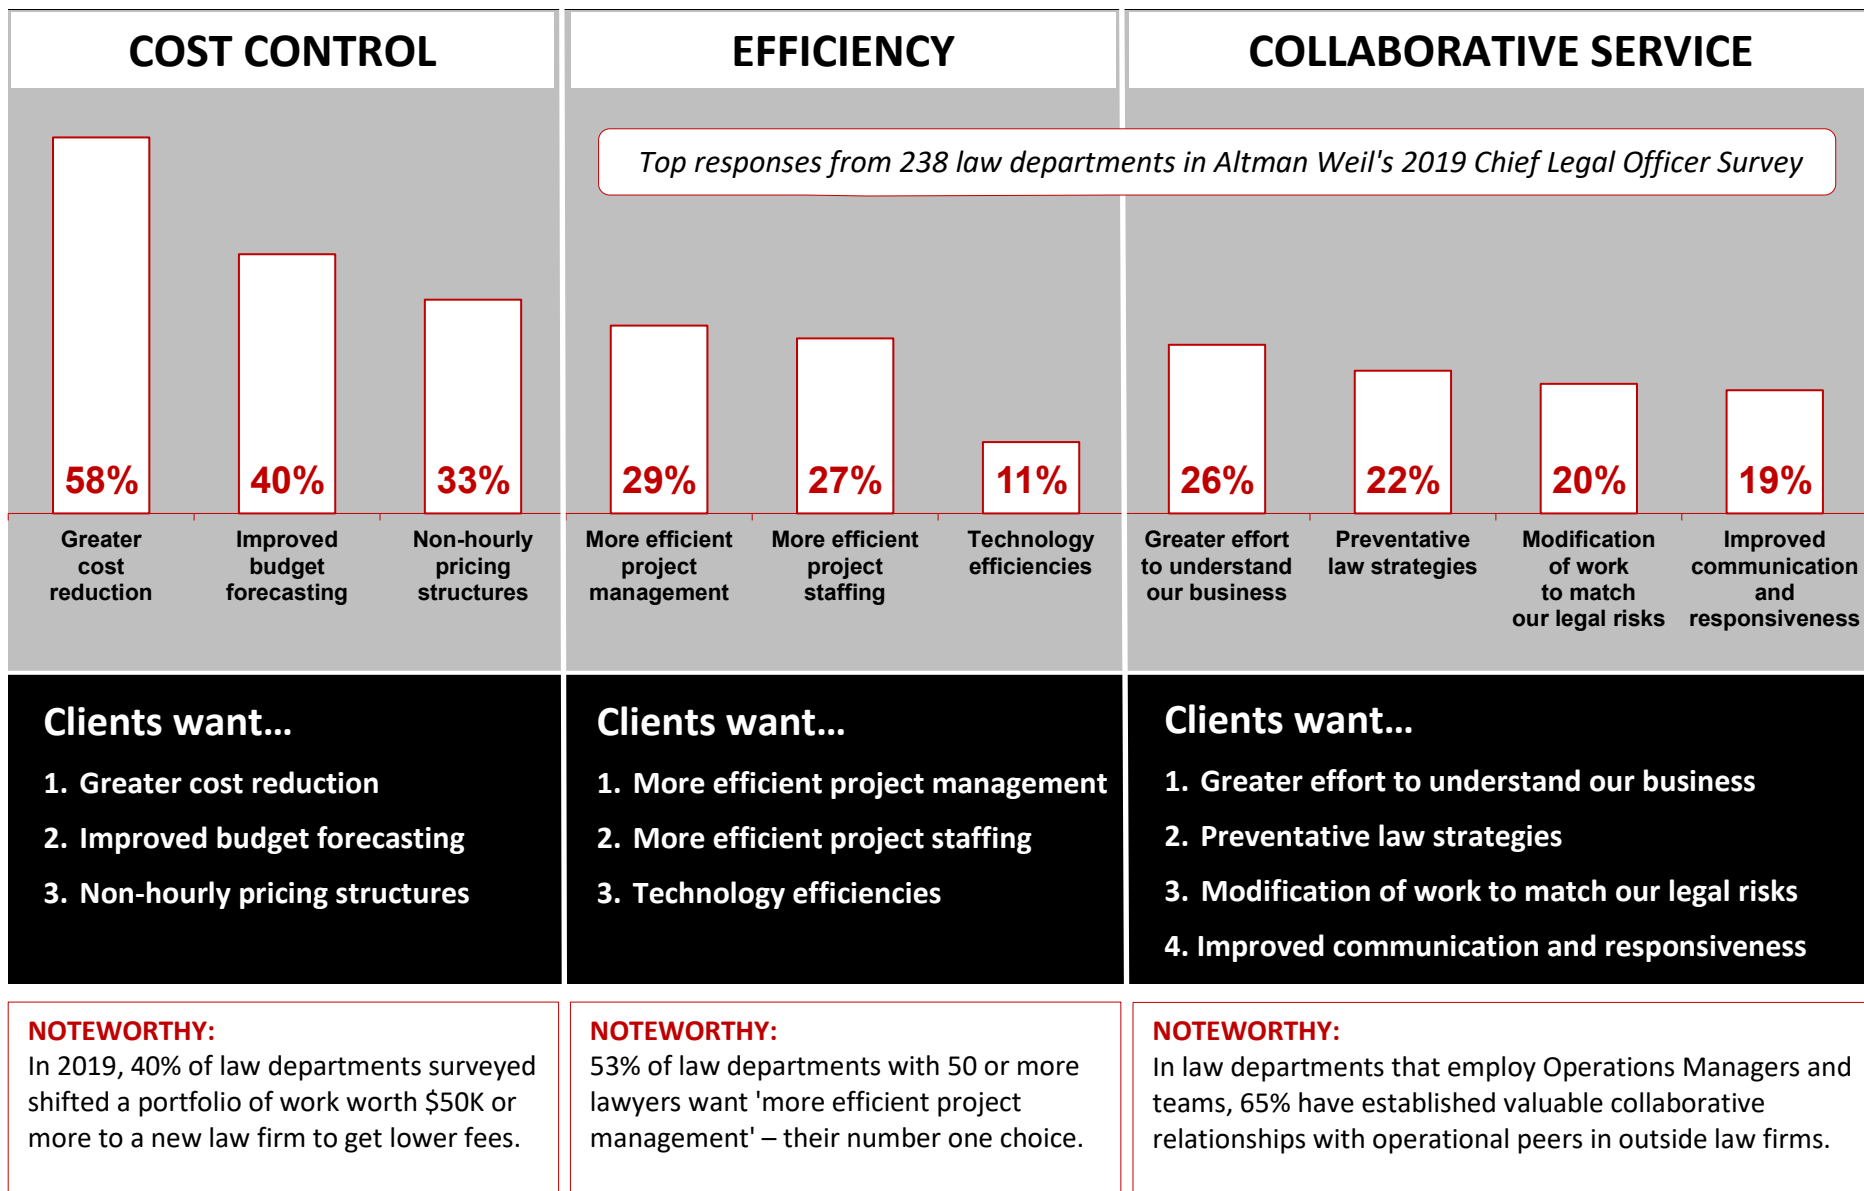 COST CONTROL
EFFICIENCY
COLLABORATIVE SERVICE
Top responses from 238 law departments in Altman Weil's 2019 Chief Legal Officer Survey
58%
40%
33%
29%
27%
11%
26%
22%
20%
19%
Greater
cost
reduction
Improved
budget
forecasting
Non-hourly
pricing
structures
More efficient
project
management
More efficient
project
staffing
Technology
efficiencies
Greater effort
to understand
our business
Preventative
law strategies
Modification
of work
to match
our legal risks
Improved
communication
and
responsiveness
Clients want...
1. Greater cost reduction
2. Improved budget forecasting
3. Non-hourly pricing structures
Clients want...
1. More efficient project management
2. More efficient project staffing
3. Technology efficiencies
Clients want...
1. Greater effort to understand our business
2. Preventative law strategies
3. Modification of work to match our legal risks
4. Improved communication and responsiveness
NOTEWORTHY:
In 2019, 40% of law departments surveyed
shifted a portfolio of work worth $50K or
more to a new law firm to get lower fees.
NOTEWORTHY:
53% of law departments with 50 or more
lawyers want 'more efficient project
management' – their number one choice.
NOTEWORTHY:
In law departments that employ Operations Managers and
teams, 65% have established valuable collaborative
relationships with operational peers in outside law firms.